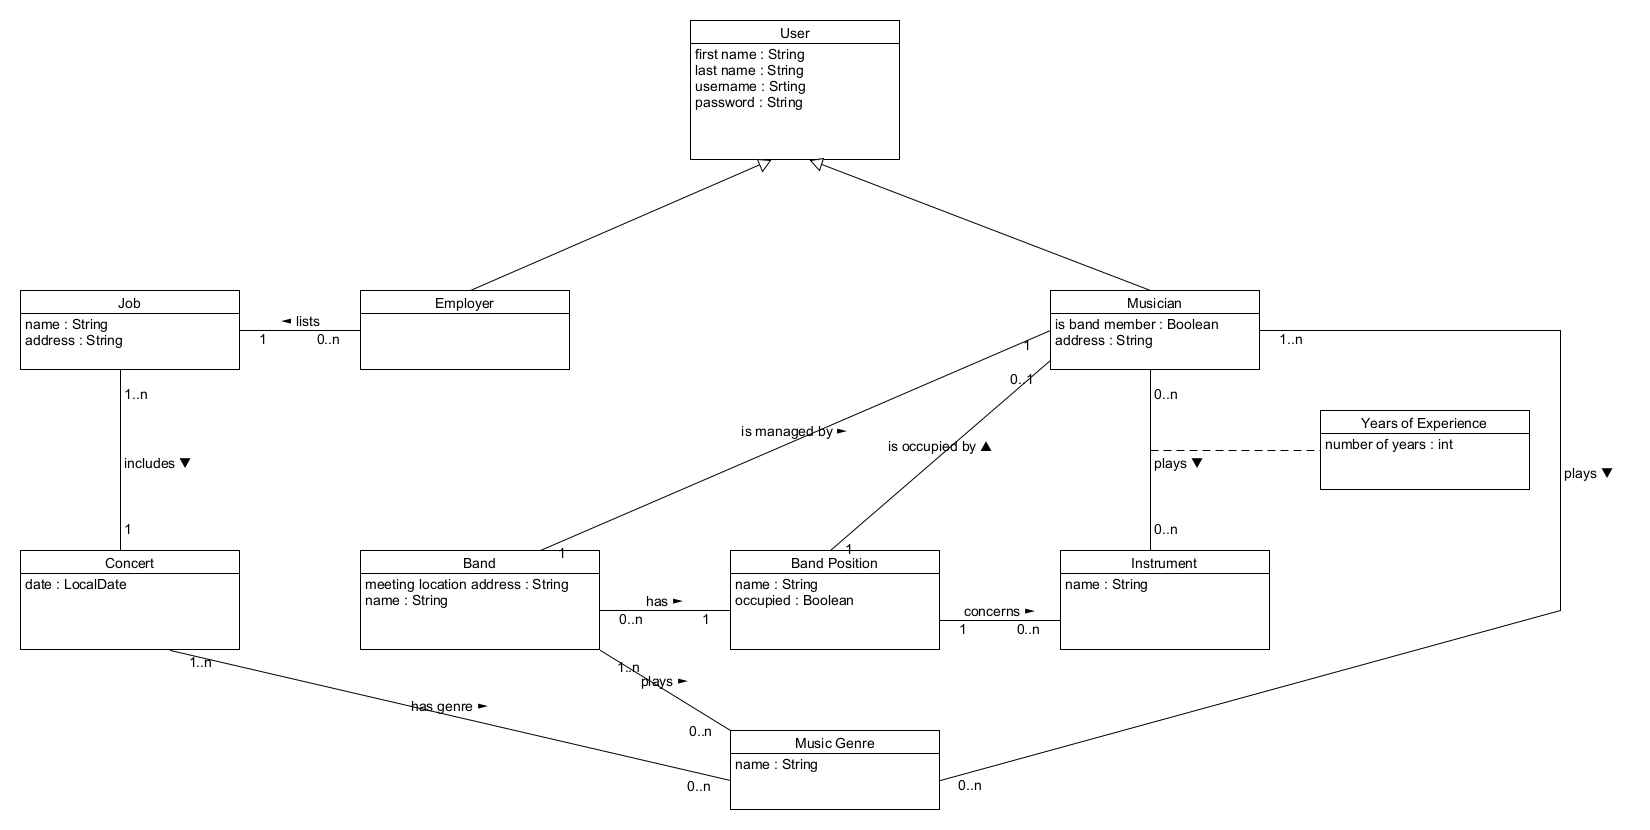 User
first name : String
last name : String
username : Srting
password : String
Job
name : String
address : String
◄ lists
1
0..n
Employer
Musician
is band member : Boolean
address : String
1
0..1
1..n
1..n
0..n
is managed by ►
is occupied by ▲
includes ▼
plays ▼
Years of Experience
number of years : int
plays ▼
1
0..n
1
1
Concert
date : LocalDate
Band
meeting location address : String
name : String
has ►
0..n
1
Band Position
name : String
occupied : Boolean
concerns ►
1
0..n
Instrument
name : String
1..n
has genre ►
0..n
1..n
plays ►
0..n
Music Genre
name : String
0..n